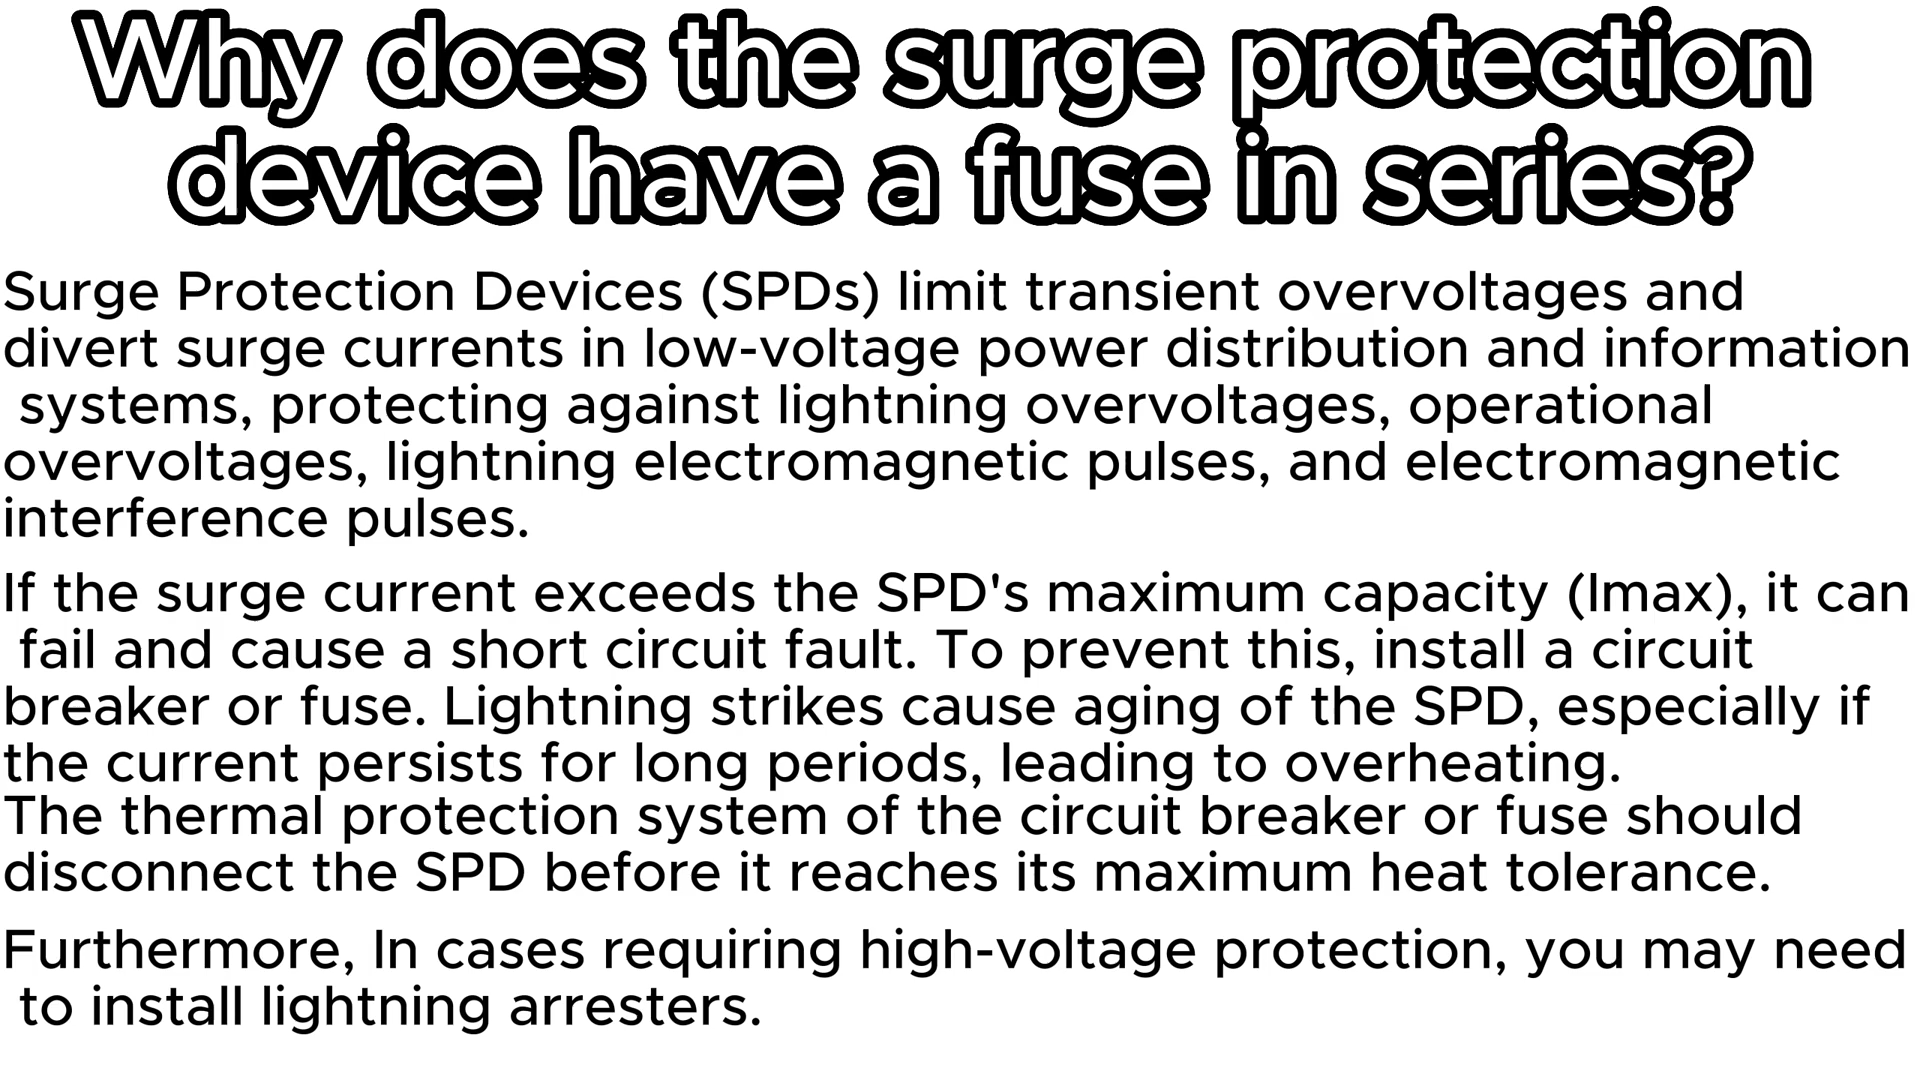 Why does the surge protection
device have a fuse in series?
Surge Protection Devices (SPDs) limit transient overvoltages and
divert surge currents in low-voltage power distribution and information
systems, protecting against lightning overvoltages, operational
overvoltages, lightning electromagnetic pulses, and electromagnetic
interference pulses.
If the surge current exceeds the SPD's maximum capacity (Imax), it can
fail and cause a short circuit fault. To prevent this, install a circuit
breaker or fuse. Lightning strikes cause aging of the SPD, especially if
the current persists for long periods, leading to overheating.
The thermal protection system of the circuit breaker or fuse should
disconnect the SPD before it reaches its maximum heat tolerance.
Furthermore, In cases requiring high-voltage protection, you may need
to install lightning arresters.